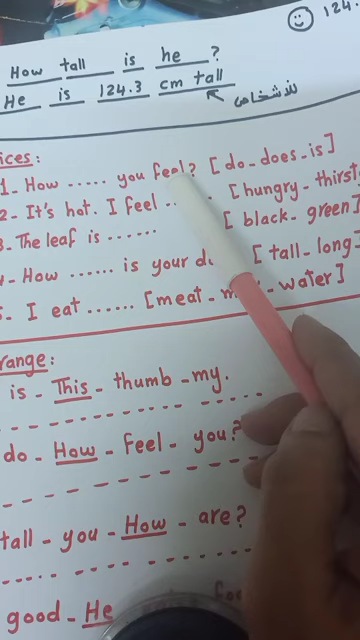 How tall is he ?
124.
He is 124.3 cm tall
للأشخاص
ices:
1- How ..... you feel? [ do - does - is ]
2- It's hot. I feel ..... [ hungry - thirst
3. The leaf is ...... [ black - green ]
How ...... is your [ tall - long -
I eat ...... [ meat - - water ]
range:
is - This - thumb - my.
do - How - feel - you?
tall - you - How - are?
good - He